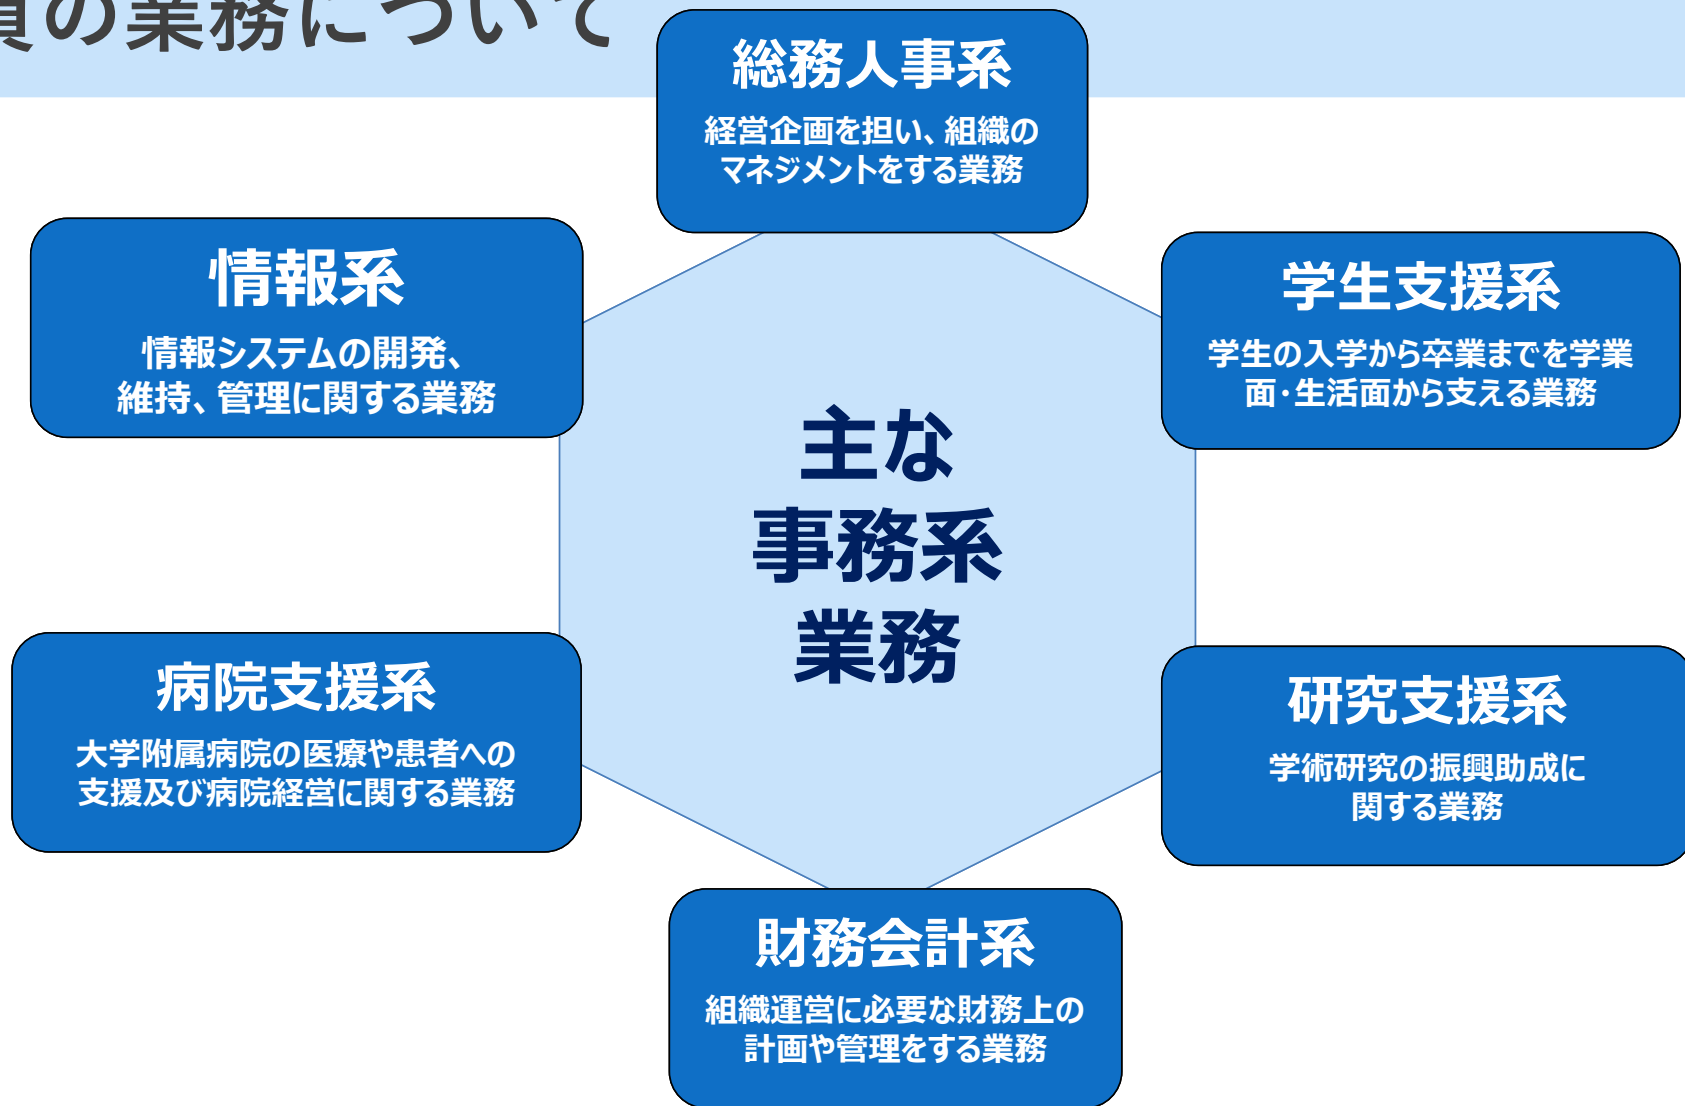 員の業務について
総務人事系
経営企画を担い、組織の
マネジメントをする業務
情報系
情報システムの開発、
維持、管理に関する業務
学生支援系
学生の入学から卒業までを学業
面・生活面から支える業務
主な
事務系
業務
病院支援系
大学附属病院の医療や患者への
支援及び病院経営に関する業務
研究支援系
学術研究の振興助成に
関する業務
財務会計系
組織運営に必要な財務上の
計画や管理をする業務